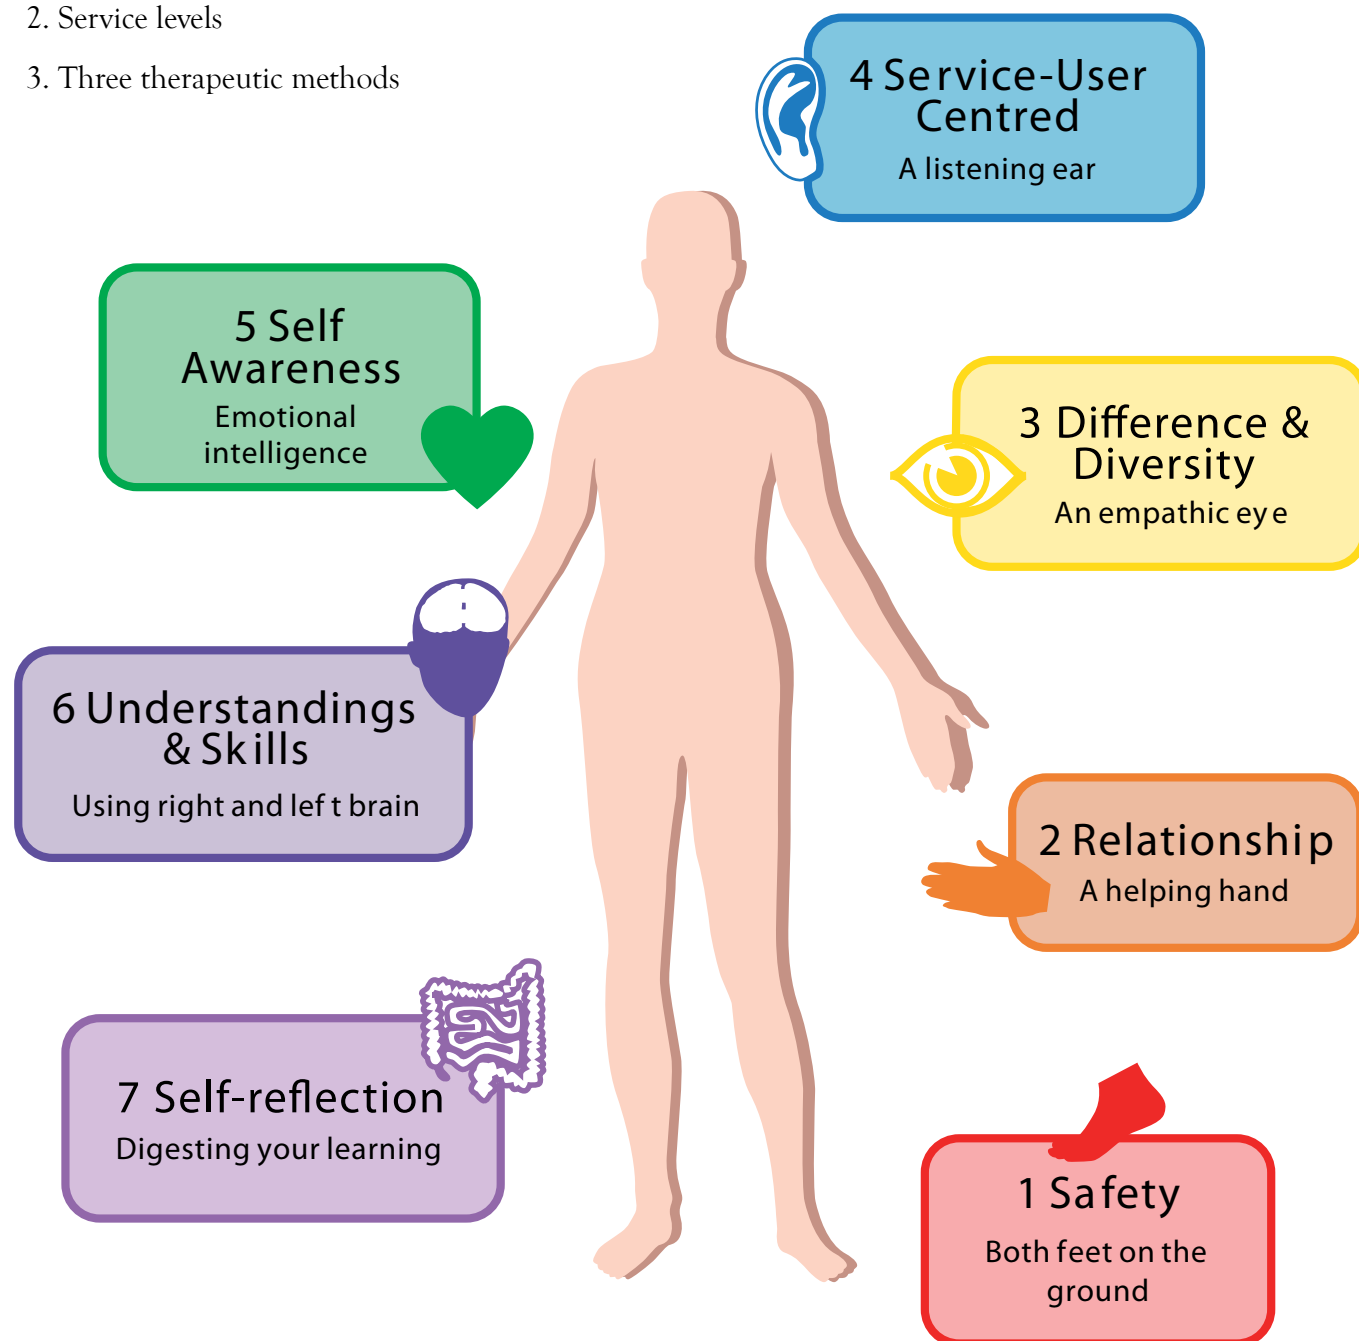 2. Service levels
3. Three therapeutic methods
4 Service-User
Centred
A listening ear
5 Self
Awareness
Emotional
intelligence
3 Difference &
Diversity
An empathic eye
6 Understandings
& Skills
Using right and left brain
2 Relationship
A helping hand
7 Self-reflection
Digesting your learning
1 Safety
Both feet on the
ground